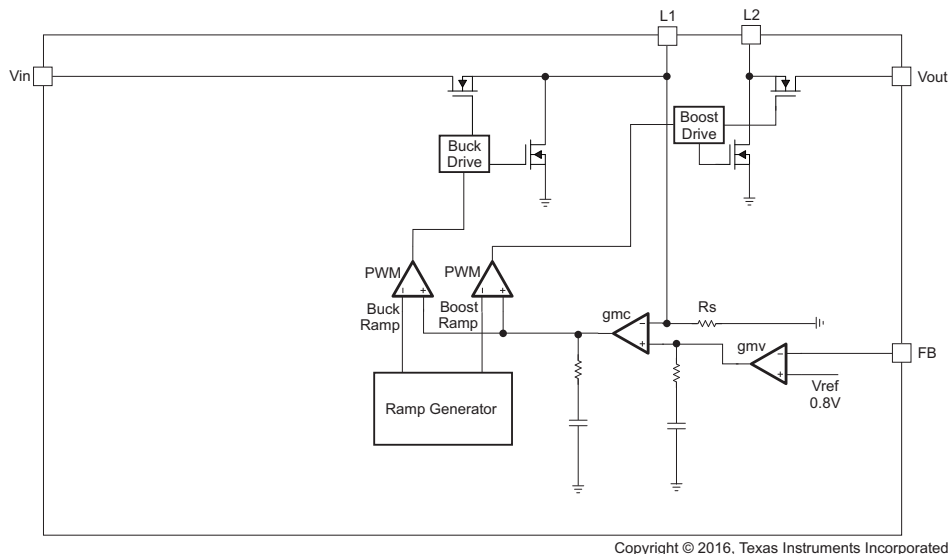 L1
L2
Vin
Vout
Buck
Drive
Boost
Drive
PWM
PWM
Buck
Ramp
Boost
Ramp
gmc
Rs
gmv
FB
Vref
0.8V
Ramp Generator
Copyright © 2016, Texas Instruments Incorporated